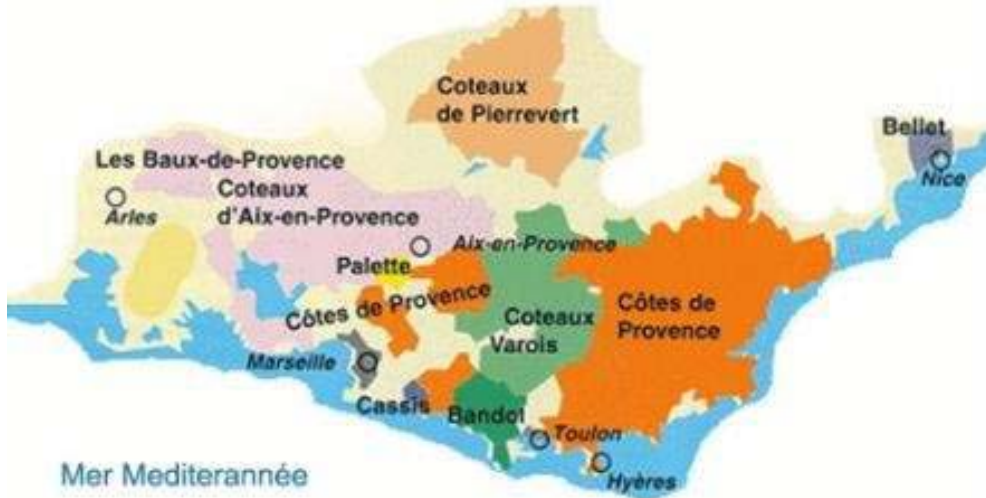 Coteaux
de Pierrevert
Bellet
Nice
Les Baux-de-Provence
Arles
Coteaux
d'Aix-en-Provence
Aix-en-Provence
Palette
Côtes de Provence
Côtes de
Provence
Coteaux
Varois
Marseille
Cassis
Bandol
Toulon
Hyères
Mer Mediterannée